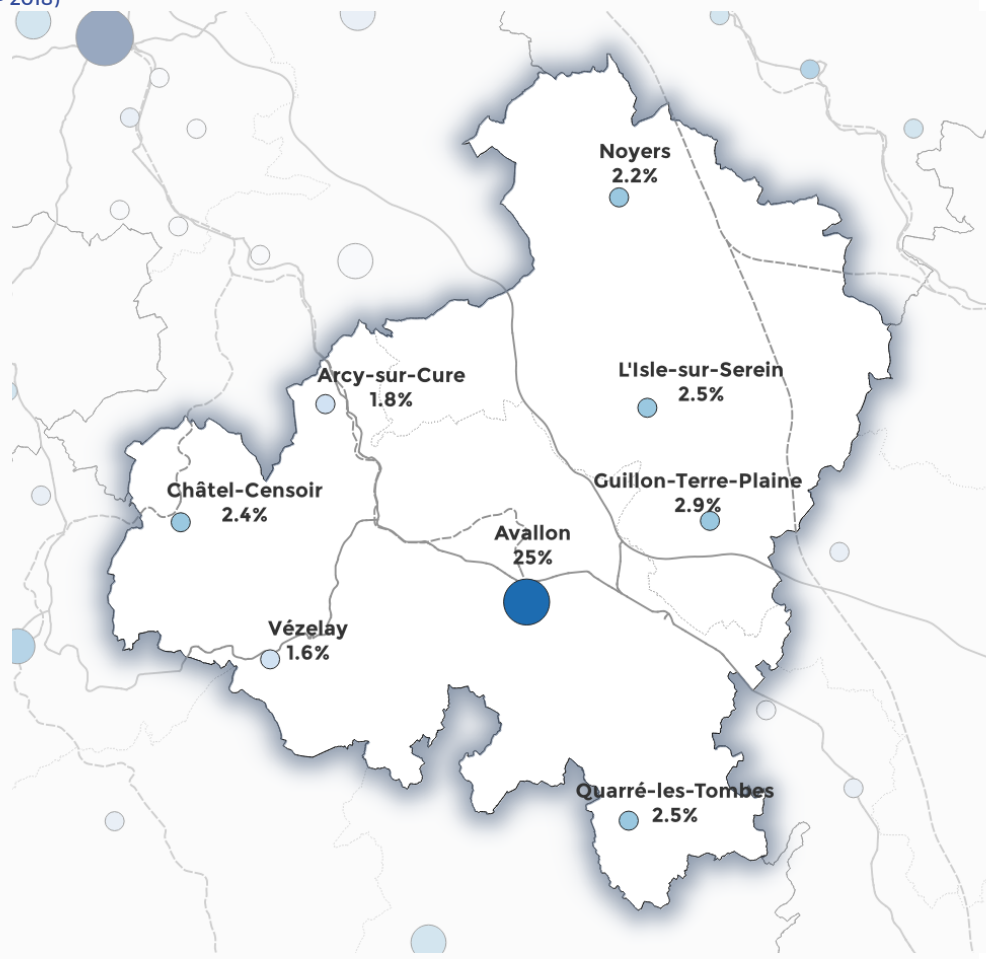 2018)
Noyers
2.2%
L'Isle-sur-Serein
2.5%
Arcy-sur-Cure
1.8%
Guillon-Terre-Plaine
2.9%
Châtel-Censoir
2.4%
Avallon
25%
Vézelay
1.6%
Quarré-les-Tombes
2.5%